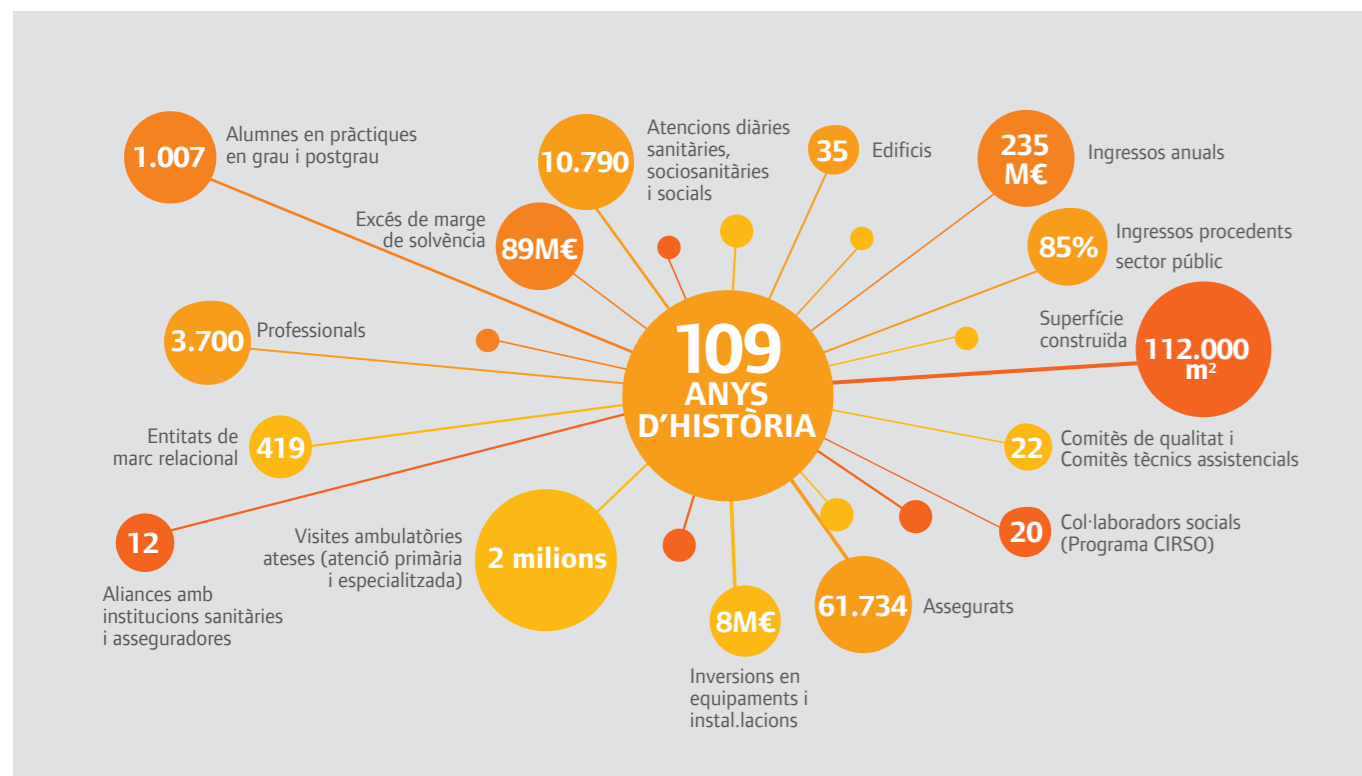 1.007
Alumnes en pràctiques
en grau i postgrau
10.790
Atencions diàries
sanitàries,
sociosanitàries
i socials
35
Edificis
235
M€
Ingressos anuals
Excés de marge
de solvència
89M€
85%
Ingressos procedents
sector públic
3.700
Professionals
109
ANYS
D'HISTÒRIA
Superfície
construida
112.000
m²
Entitats de
marc relacional
419
22
Comitès de qualitat i
Comitès tècnics assistencials
12
Aliances amb
institucions sanitàries
i asseguradores
Visites ambulatòries
ateses (atenció primària
i especialitzada)
2 milions
20
Col·laboradors socials
(Programa CIRSO)
8M€
Inversions en
equipaments i
instal.lacions
61.734
Assegurats